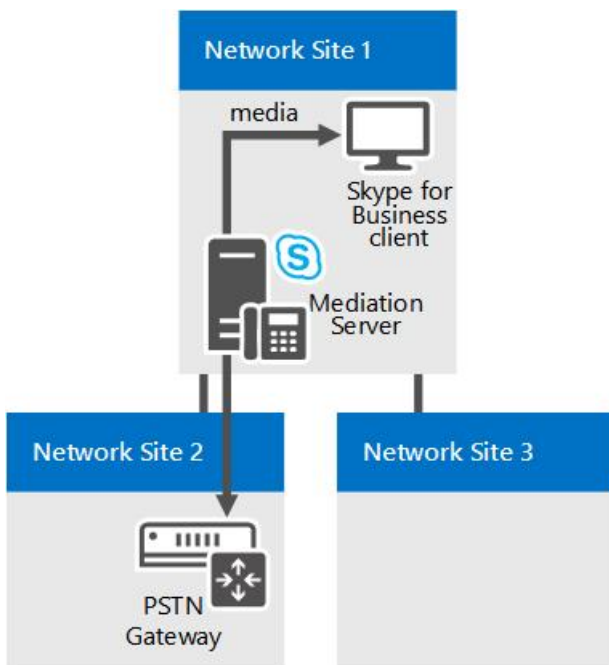 Network Site 1
media
Skype for
Business
client
S
Mediation
Server
Network Site 2
Network Site 3
PSTN
Gateway